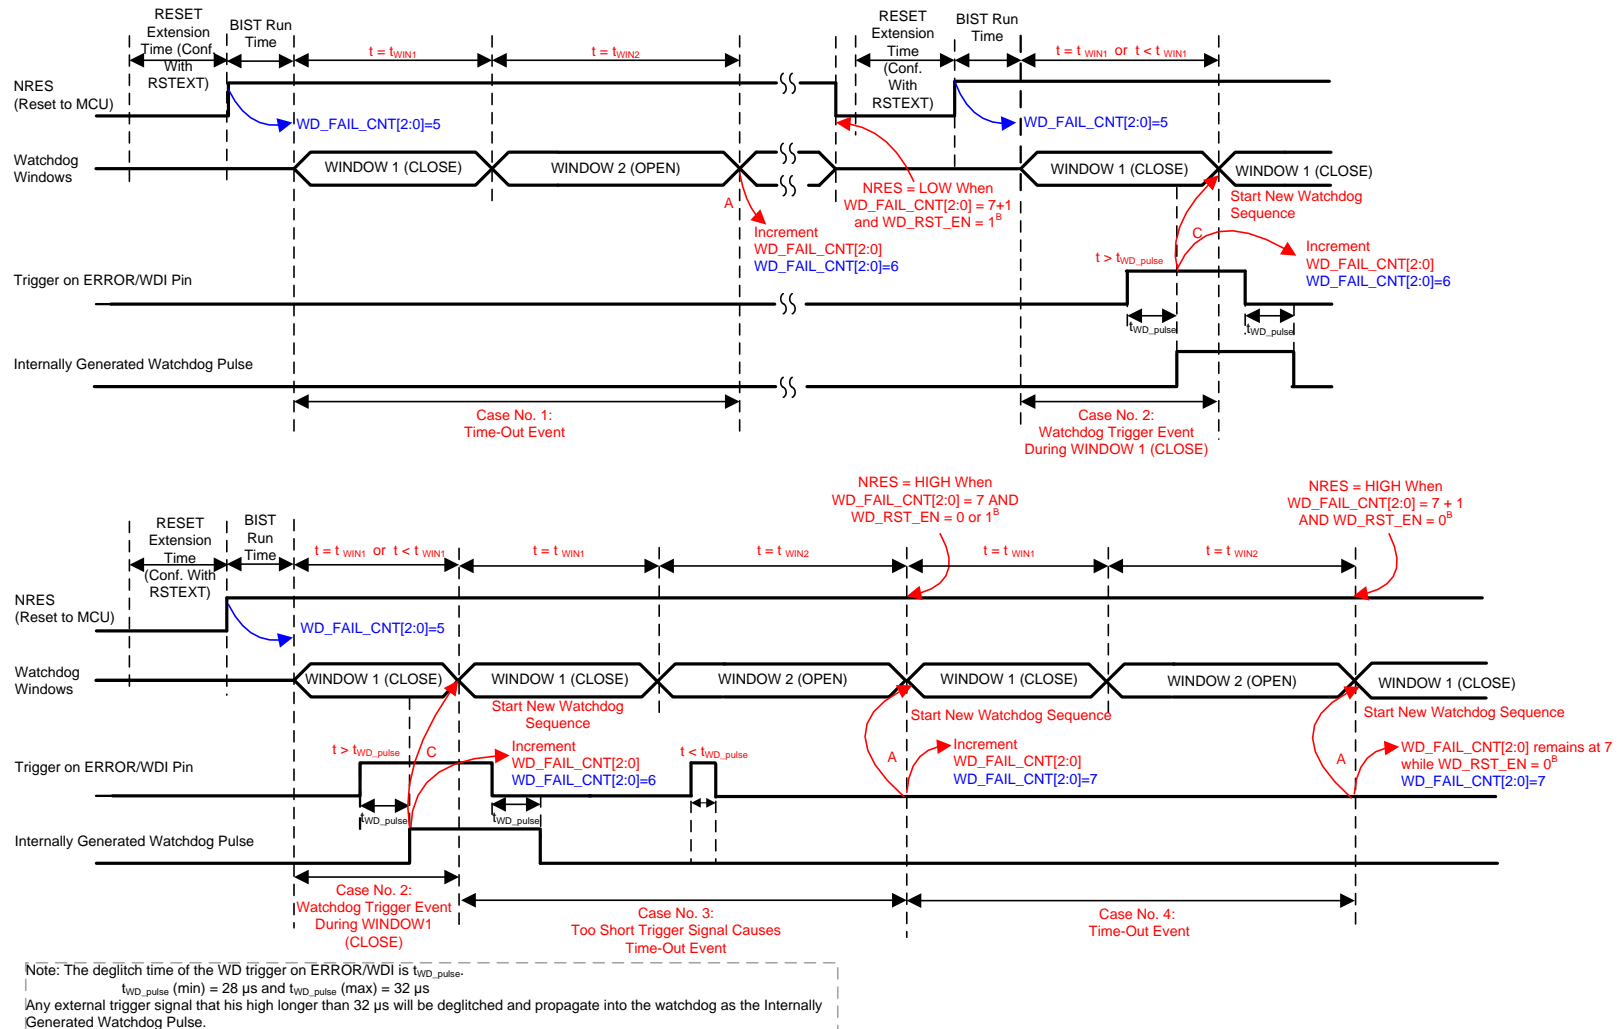 RESET
Extension
Time (Conf.
With
RSTEXT)
BIST Run
Time
t = tWIN1
t = tWIN2
RESET
Extension
Time
(Conf.
With
RSTEXT)
BIST Run
Time
t = t WIN1 or t < t WIN1
NRES
(Reset to MCU)
WD_FAIL_CNT[2:0]=5
WD_FAIL_CNT[2:0]=5
Watchdog
Windows
WINDOW 1 (CLOSE)
WINDOW 2 (OPEN)
WINDOW 1 (CLOSE)
WINDOW 1 (CLOSE)
NRES = LOW When
WD_FAIL_CNT[2:0] = 7+1
and WD_RST_EN = 1B
Start New Watchdog
Sequence
A
Increment
WD_FAIL_CNT[2:0]
WD_FAIL_CNT[2:0]=6
C
Increment
WD_FAIL_CNT[2:0]
WD_FAIL_CNT[2:0]=6
Trigger on ERROR/WDI Pin
t > tWD_pulse
tWD_pulse
tWD_pulse
Internally Generated Watchdog Pulse
Case No. 1:
Time-Out Event
Case No. 2:
Watchdog Trigger Event
During WINDOW 1 (CLOSE)
NRES = HIGH When
WD_FAIL_CNT[2:0] = 7 AND
WD_RST_EN = 0 or 1B
NRES = HIGH When
WD_FAIL_CNT[2:0] = 7 + 1
AND WD_RST_EN = 0B
RESET
Extension
Time
(Conf. With
RSTEXT)
BIST
Run
Time
t = t WIN1 or t < t WIN1
t = t WIN1
t = t WIN2
t = t WIN1
t = t WIN2
NRES
(Reset to MCU)
WD_FAIL_CNT[2:0]=5
Watchdog
Windows
WINDOW 1 (CLOSE)
WINDOW 1 (CLOSE)
WINDOW 2 (OPEN)
WINDOW 1 (CLOSE)
WINDOW 2 (OPEN)
WINDOW 1 (CLOSE)
Start New Watchdog
Sequence
Start New Watchdog
Sequence
Start New Watchdog Sequence
t > tWD_pulse
C
Increment
WD_FAIL_CNT[2:0]
WD_FAIL_CNT[2:0]=6
t < tWD_pulse
A
Increment
WD_FAIL_CNT[2:0]
WD_FAIL_CNT[2:0]=7
A
WD_FAIL_CNT[2:0] remains at 7
while WD_RST_EN = 0B
WD_FAIL_CNT[2:0]=7
Trigger on ERROR/WDI Pin
tWD_pulse
tWD_pulse
Internally Generated Watchdog Pulse
Case No. 2:
Watchdog Trigger Event
During WINDOW1
(CLOSE)
Case No. 3:
Too Short Trigger Signal Causes
Time-Out Event
Case No. 4:
Time-Out Event
Note: The deglitch time of the WD trigger on ERROR/WDI is tWD_pulse.
tWD_pulse (min) = 28 µs and tWD_pulse (max) = 32 µs
Any external trigger signal that his high longer than 32 µs will be deglitched and propagate into the watchdog as the Internally
Generated Watchdog Pulse.